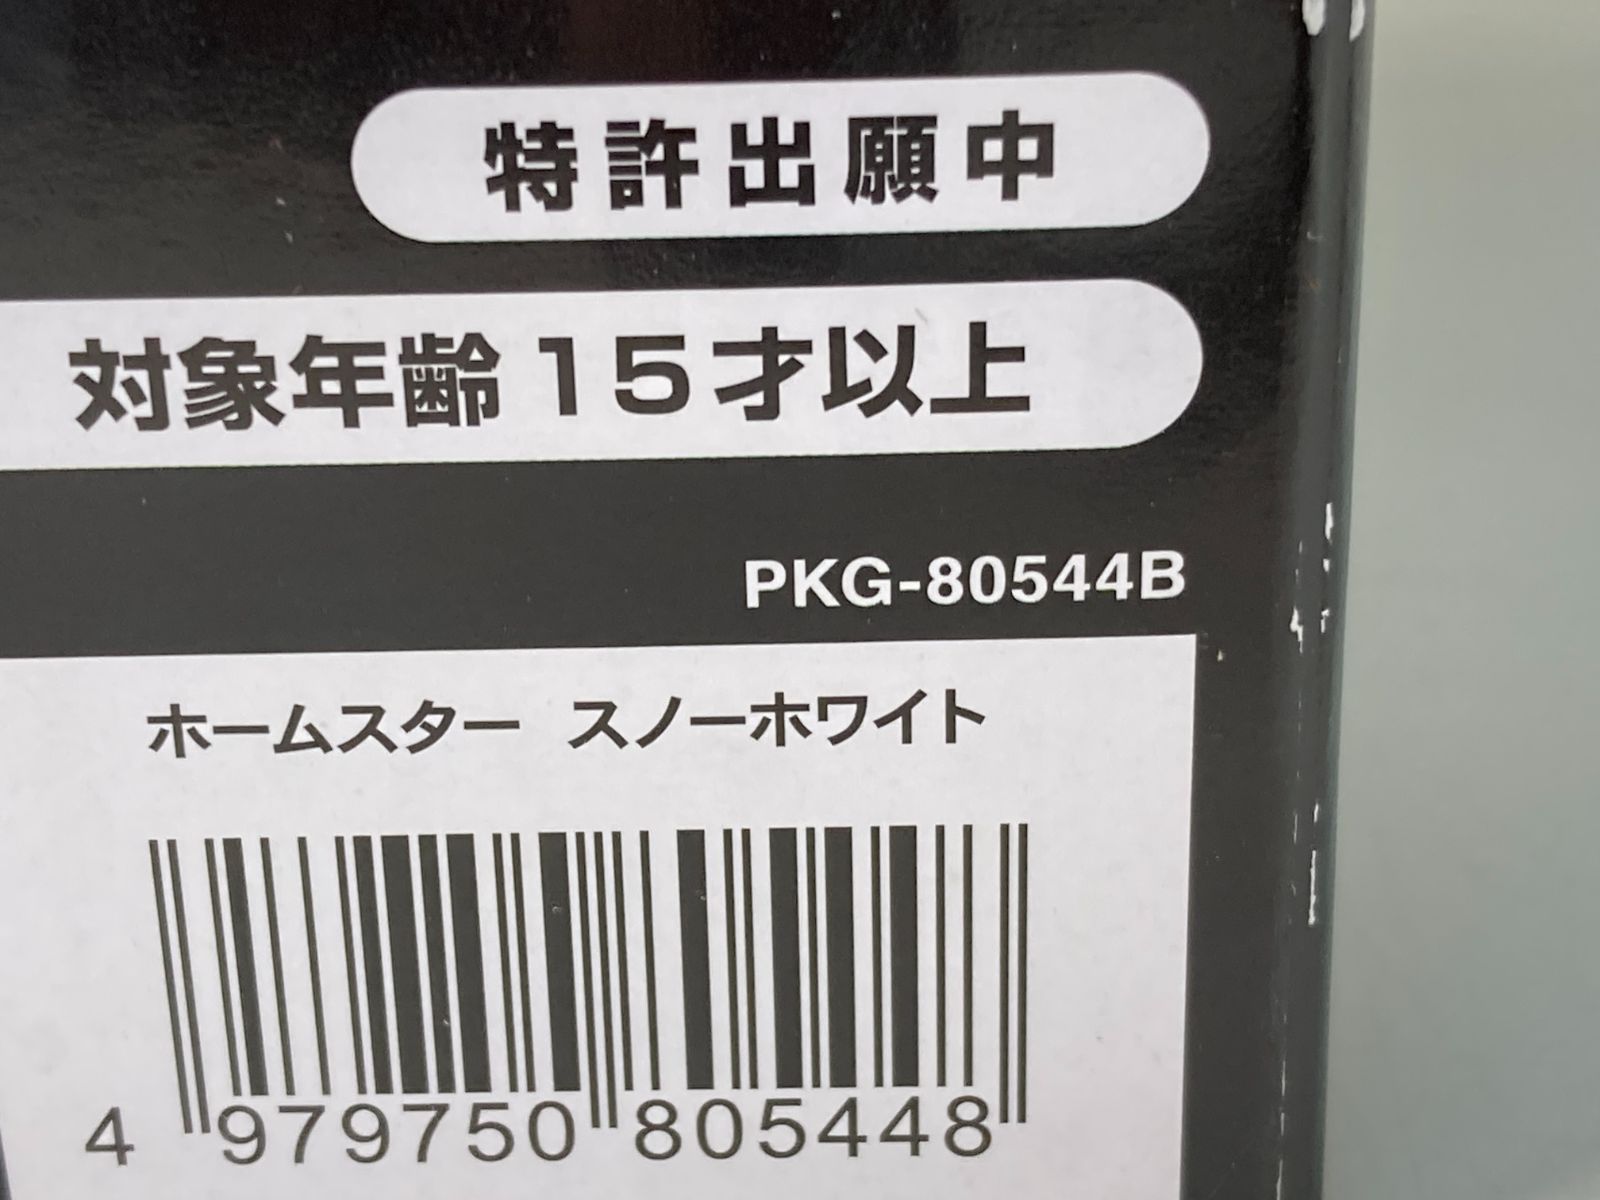 特許出願中
対象年齢15才以上
PKG-80544B
ホームスター スノーホワイト
4 979750 805448